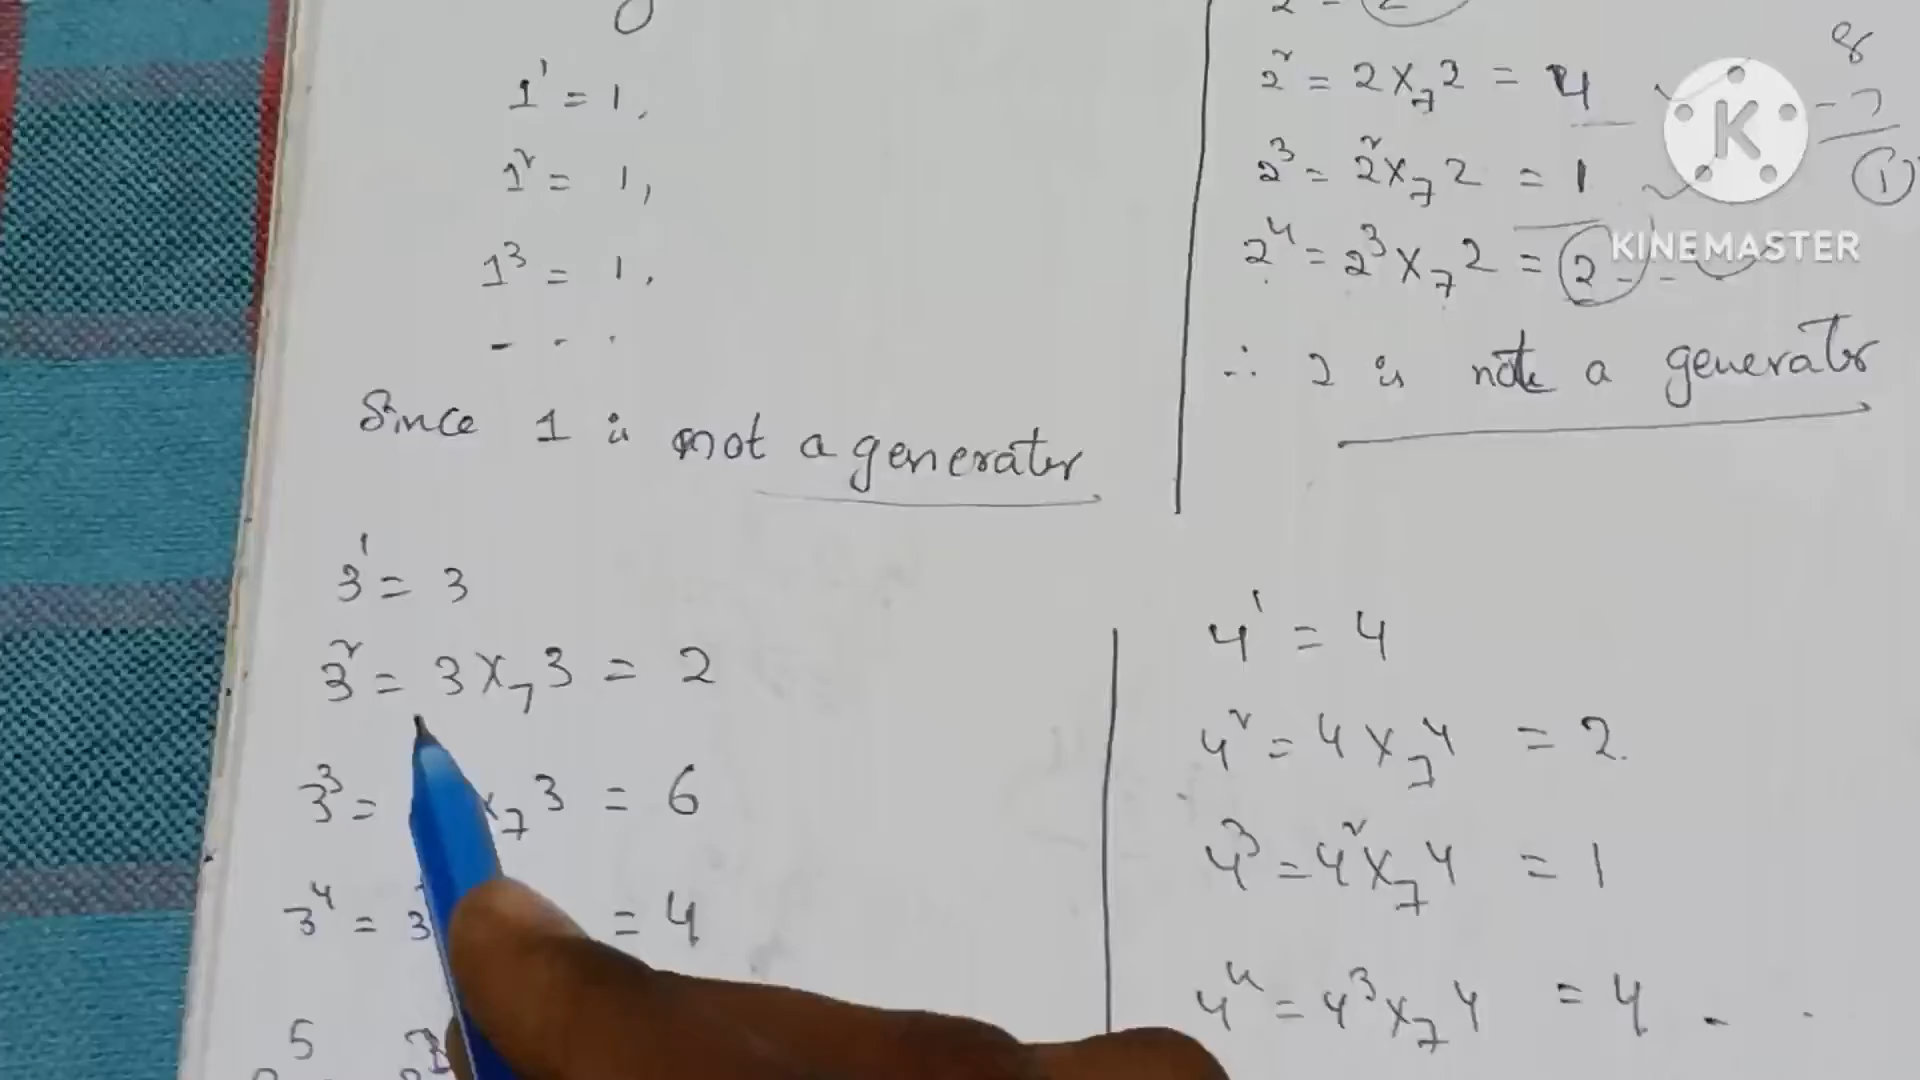 1¹ = 1,
1² = 1,
1³ = 1,
- - .
Since 1 is not a generator
2² = 2 ×₇ 2 = 4
2³ = 2² ×₇ 2 = 1
2⁴ = 2³ ×₇ 2 = 2 - -
∴ 2 is not a generator
8
- 7
1
KINEMASTER
3¹ = 3
3² = 3 ×₇ 3 = 2
3³ = ×₇ 3 = 6
3⁴ = 3 = 4
5
4¹ = 4
4² = 4 ×₇ 4 = 2.
4³ = 4² ×₇ 4 = 1
4⁴ = 4³ ×₇ 4 = 4 - .